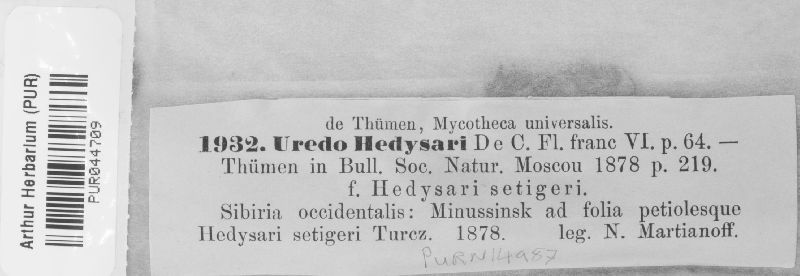 Arthur Herbarium (PUR)
PUR044709
de Thümen, Mycotheca universalis.
1932. Uredo Hedysari De C. Fl. franc VI. p. 64. —
Thümen in Bull. Soc. Natur. Moscou 1878 p. 219.
f. Hedysari setigeri.
Sibiria occidentalis: Minussinsk ad folia petiolesque
Hedysari setigeri Turcz. 1878. leg. N. Martianoff.
PURN14987